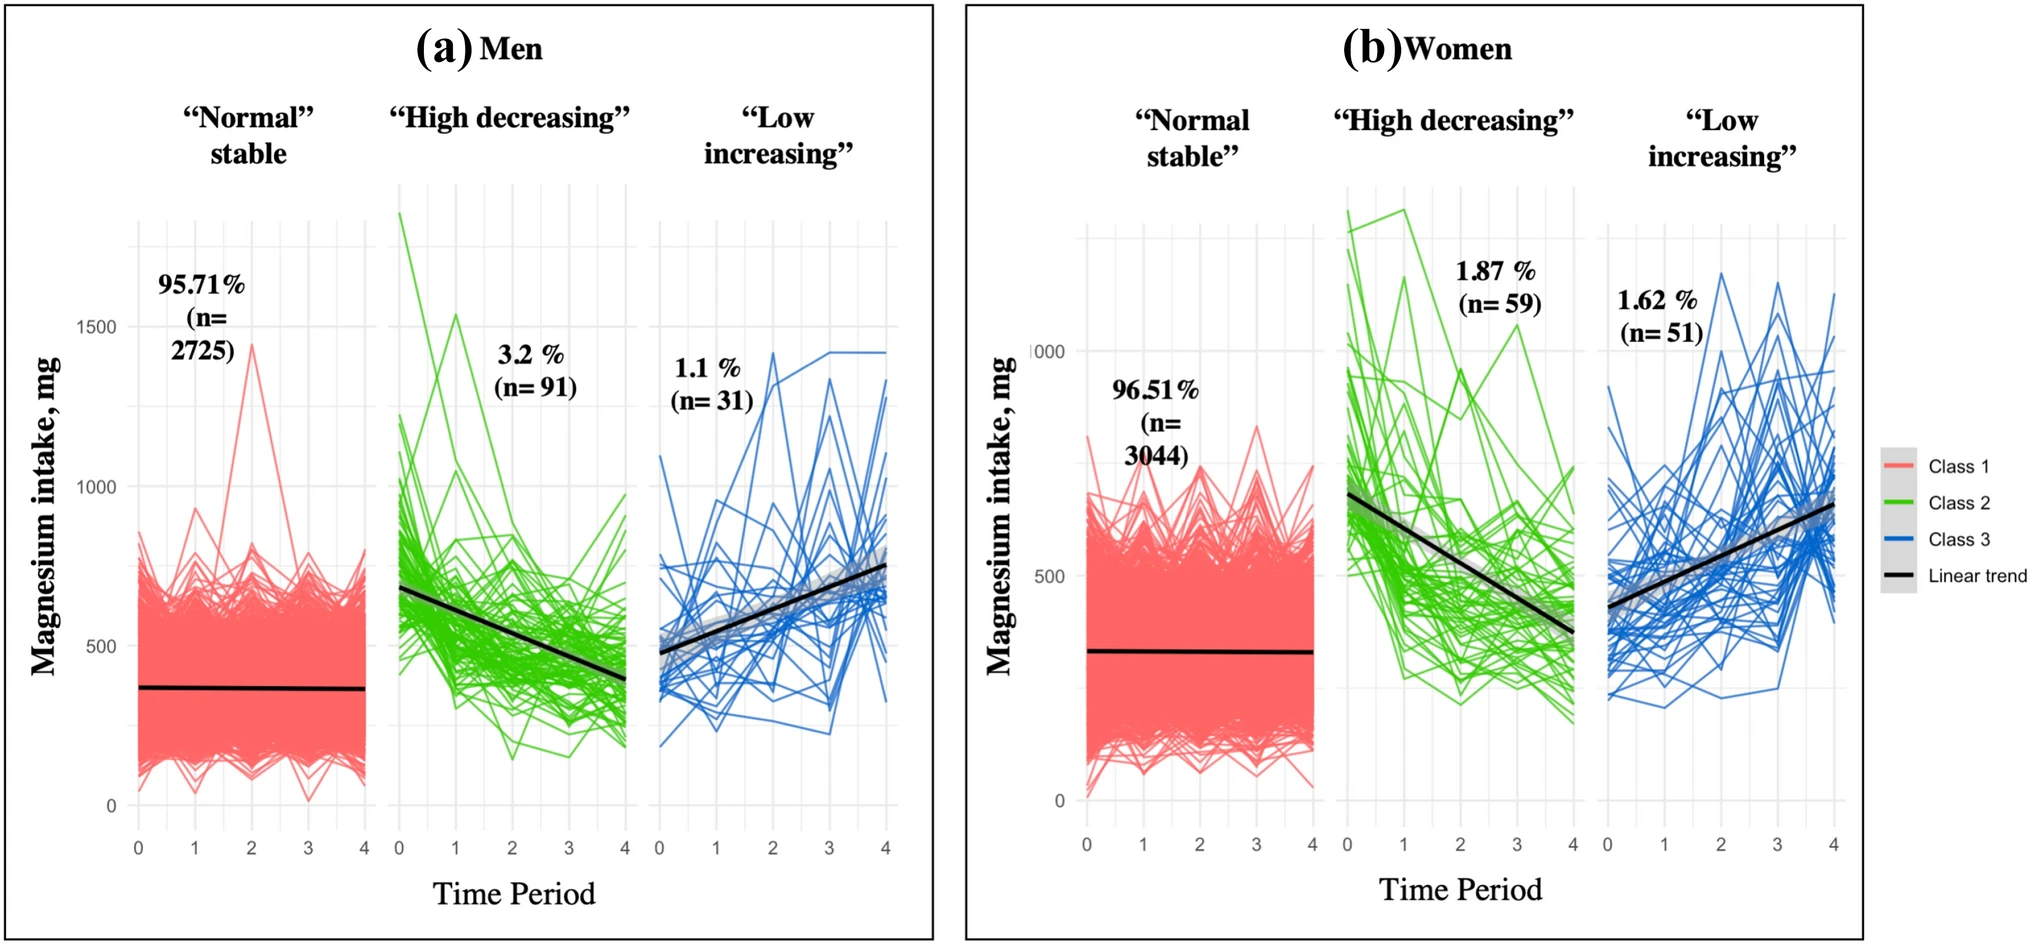 (a) Men
“Normal”
stable
“High decreasing”
“Low
increasing”
95.71%
(n=
2725)
3.2 %
(n= 91)
1.1 %
(n= 31)
Magnesium intake, mg
1500
1000
500
0
0 1 2 3 4
0 1 2 3 4
0 1 2 3 4
Time Period
(b)Women
“Normal
stable”
“High decreasing”
“Low
increasing”
96.51%
(n=
3044)
1.87 %
(n= 59)
1.62 %
(n= 51)
Magnesium intake, mg
1000
500
0
0 1 2 3 4
0 1 2 3 4
0 1 2 3 4
Time Period
Class 1
Class 2
Class 3
Linear trend